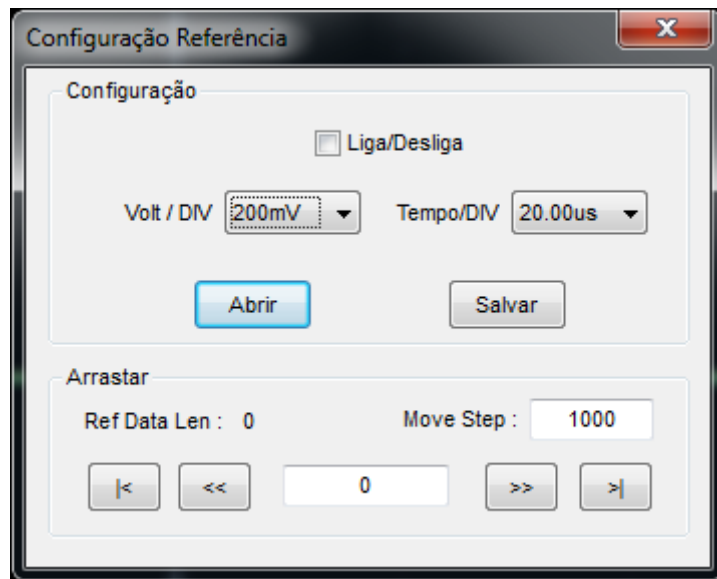 Configuração Referência
X
Configuração
Liga/Desliga
Volt / DIV 200mV Tempo/DIV 20.00us
Abrir Salvar
Arrastar
Ref Data Len : 0 Move Step : 1000
|< << 0 >> >|